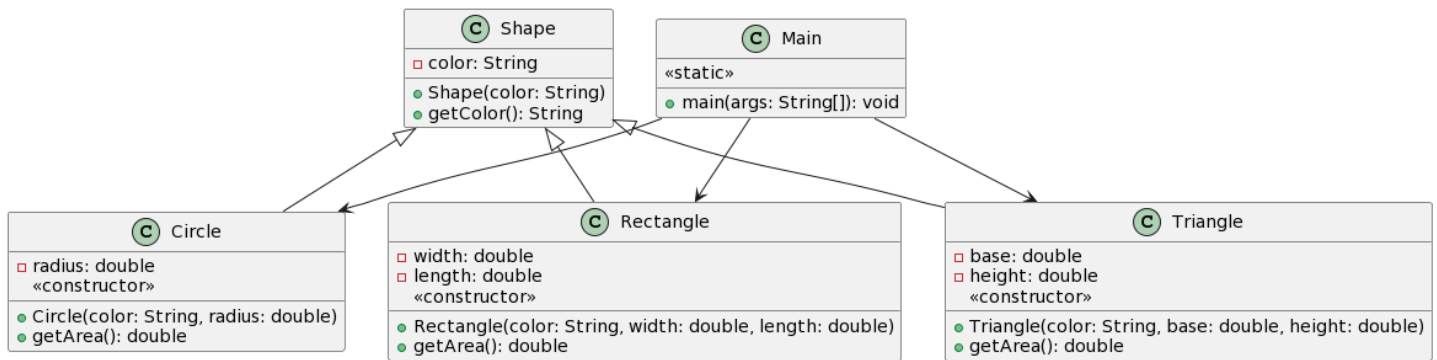 C Shape
color: String
Shape(color: String)
getColor(): String
C Main
«static»
main(args: String[]): void
C Circle
radius: double
«constructor»
Circle(color: String, radius: double)
getArea(): double
C Rectangle
width: double
length: double
«constructor»
Rectangle(color: String, width: double, length: double)
getArea(): double
C Triangle
base: double
height: double
«constructor»
Triangle(color: String, base: double, height: double)
getArea(): double